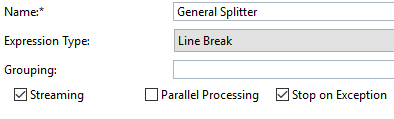 Name:* General Splitter
Expression Type: Line Break
Grouping:
Streaming Parallel Processing Stop on Exception